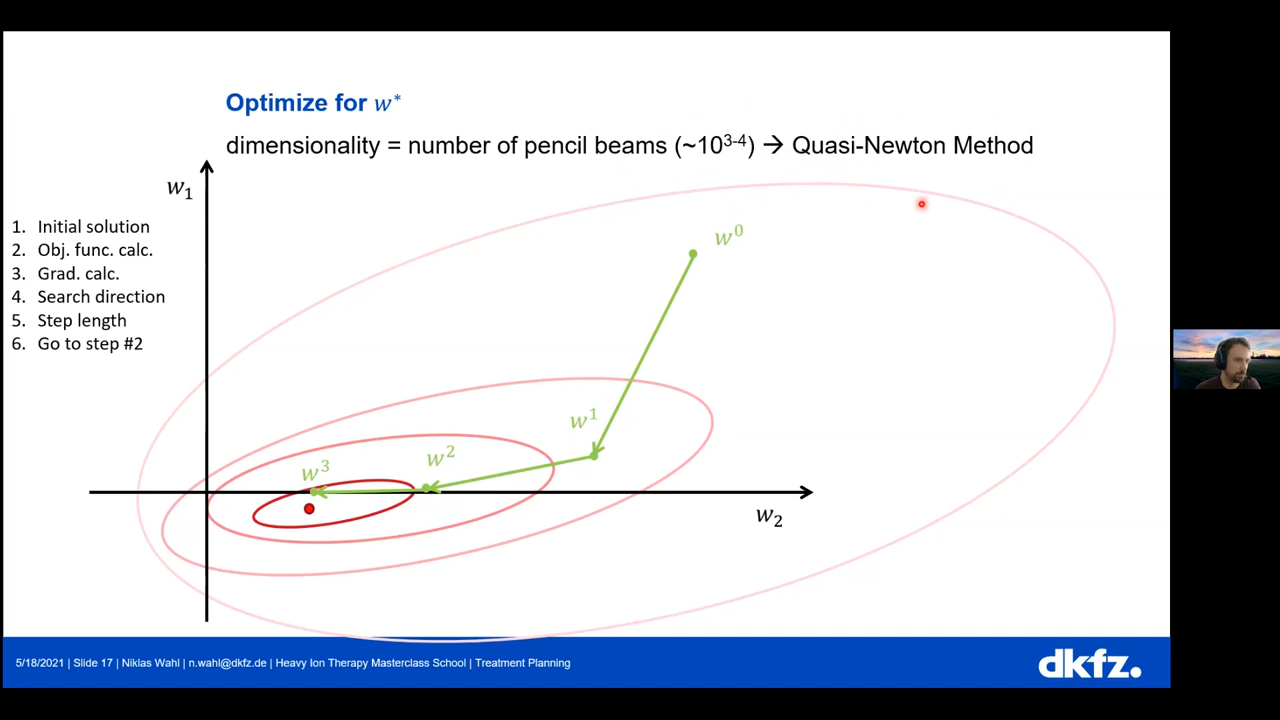 Optimize for w*
dimensionality = number of pencil beams (~10³⁻⁴) → Quasi-Newton Method
w₁
1. Initial solution
2. Obj. func. calc.
3. Grad. calc.
4. Search direction
5. Step length
6. Go to step #2
w⁰
w¹
w²
w³
w₂
5/18/2021 | Slide 17 | Niklas Wahl | n.wahl@dkfz.de | Heavy Ion Therapy Masterclass School | Treatment Planning
dkfz.